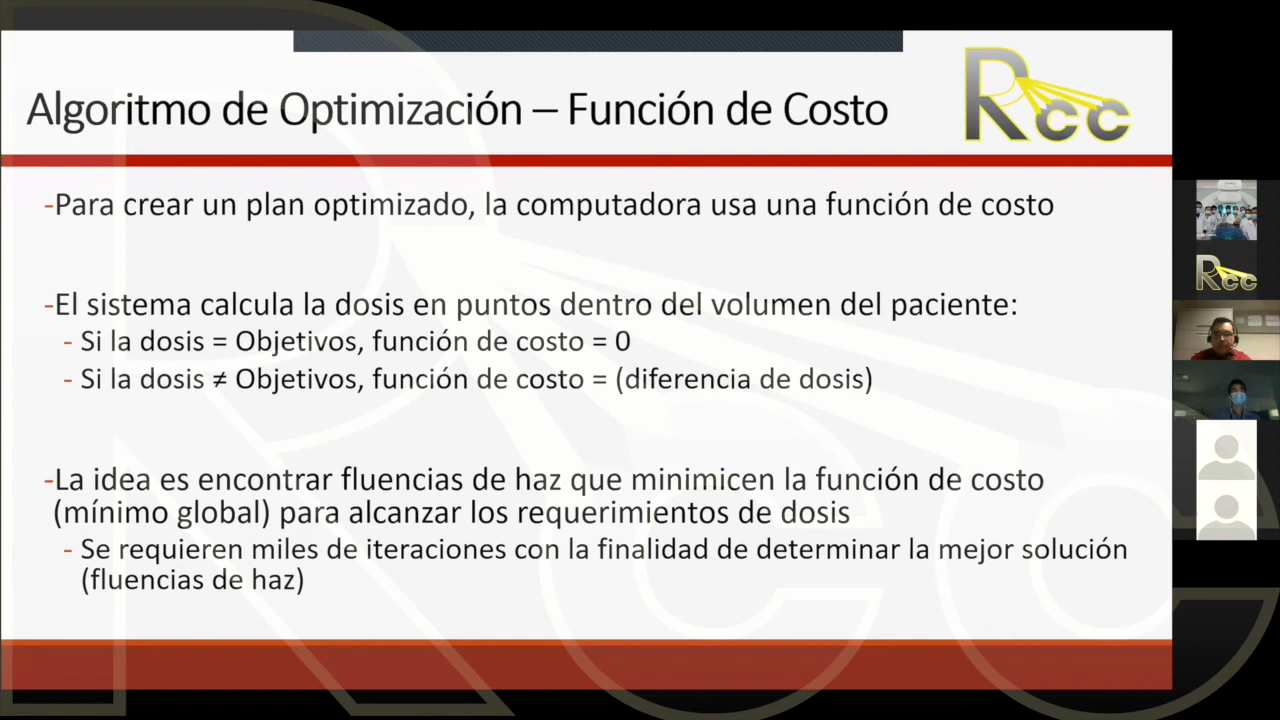 Algoritmo de Optimización – Función de Costo
Rcc
-Para crear un plan optimizado, la computadora usa una función de costo
-El sistema calcula la dosis en puntos dentro del volumen del paciente:
- Si la dosis = Objetivos, función de costo = 0
- Si la dosis ≠ Objetivos, función de costo = (diferencia de dosis)
-La idea es encontrar fluencias de haz que minimicen la función de costo
(mínimo global) para alcanzar los requerimientos de dosis
- Se requieren miles de iteraciones con la finalidad de determinar la mejor solución
(fluencias de haz)
Rcc